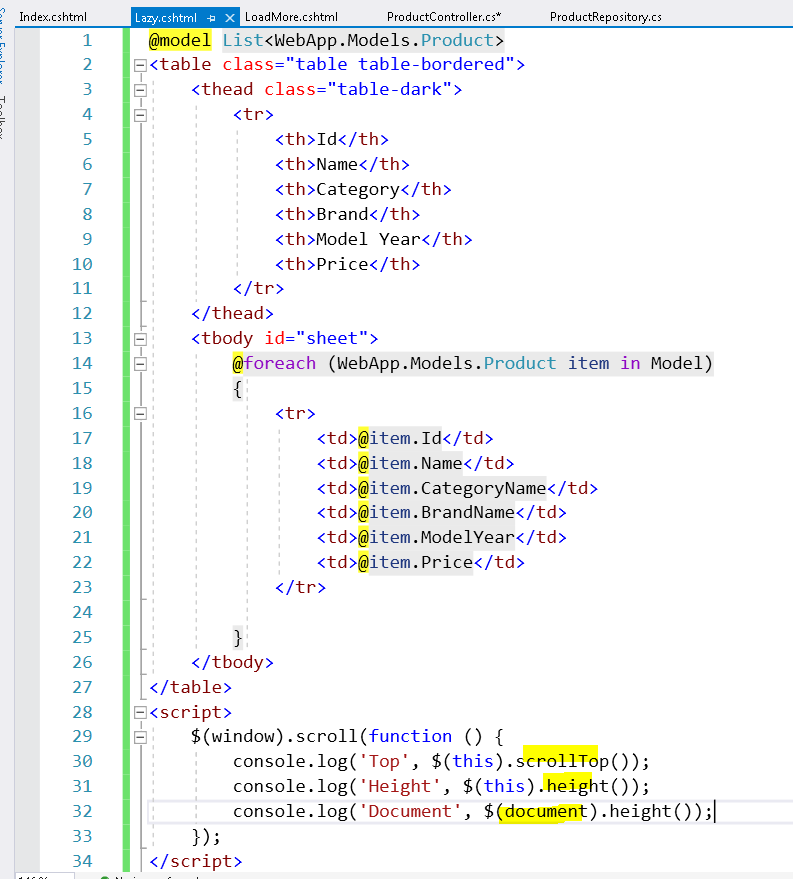 Server Explorer
Toolbox
Index.cshtml
Lazy.cshtml
LoadMore.cshtml
ProductController.cs*
ProductRepository.cs
1 @model List<WebApp.Models.Product>
2 <table class="table table-bordered">
3 <thead class="table-dark">
4 <tr>
5 <th>Id</th>
6 <th>Name</th>
7 <th>Category</th>
8 <th>Brand</th>
9 <th>Model Year</th>
10 <th>Price</th>
11 </tr>
12 </thead>
13 <tbody id="sheet">
14 @foreach (WebApp.Models.Product item in Model)
15 {
16 <tr>
17 <td>@item.Id</td>
18 <td>@item.Name</td>
19 <td>@item.CategoryName</td>
20 <td>@item.BrandName</td>
21 <td>@item.ModelYear</td>
22 <td>@item.Price</td>
23 </tr>
24
25 }
26 </tbody>
27 </table>
28 <script>
29 $(window).scroll(function () {
30 console.log('Top', $(this).scrollTop());
31 console.log('Height', $(this).height());
32 console.log('Document', $(document).height());
33 });
34 </script>